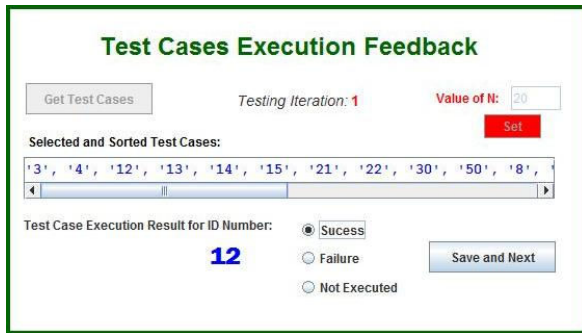 Test Cases Execution Feedback
Get Test Cases
Testing Iteration: 1
Value of N: 20
Set
Selected and Sorted Test Cases:
'3', '4', '12', '13', '14', '15', '21', '22', '30', '50', '8', '
Test Case Execution Result for ID Number:
12
Sucess
Failure
Not Executed
Save and Next